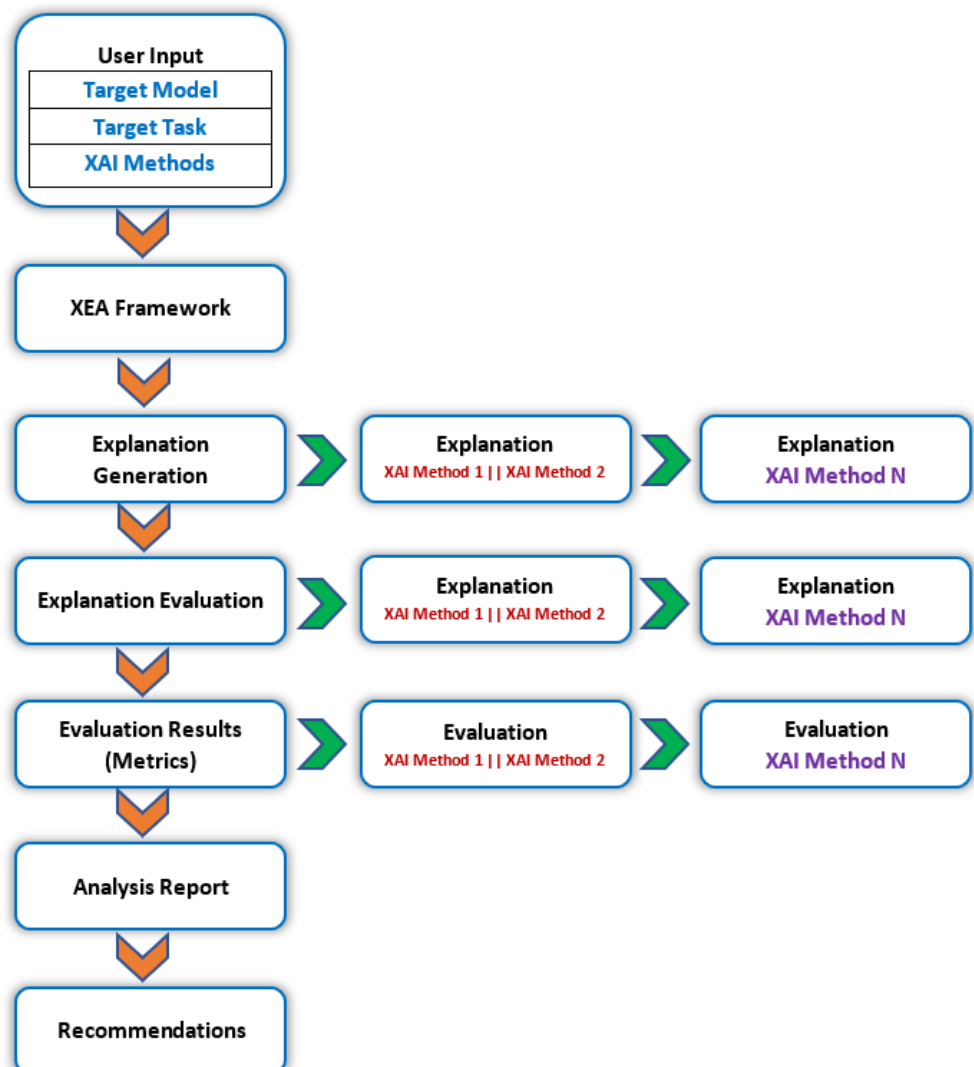 User Input
Target Model
Target Task
XAI Methods
XEA Framework
Explanation
Generation
Explanation
XAI Method 1 || XAI Method 2
Explanation
XAI Method N
Explanation Evaluation
Explanation
XAI Method 1 || XAI Method 2
Explanation
XAI Method N
Evaluation Results
(Metrics)
Evaluation
XAI Method 1 || XAI Method 2
Evaluation
XAI Method N
Analysis Report
Recommendations